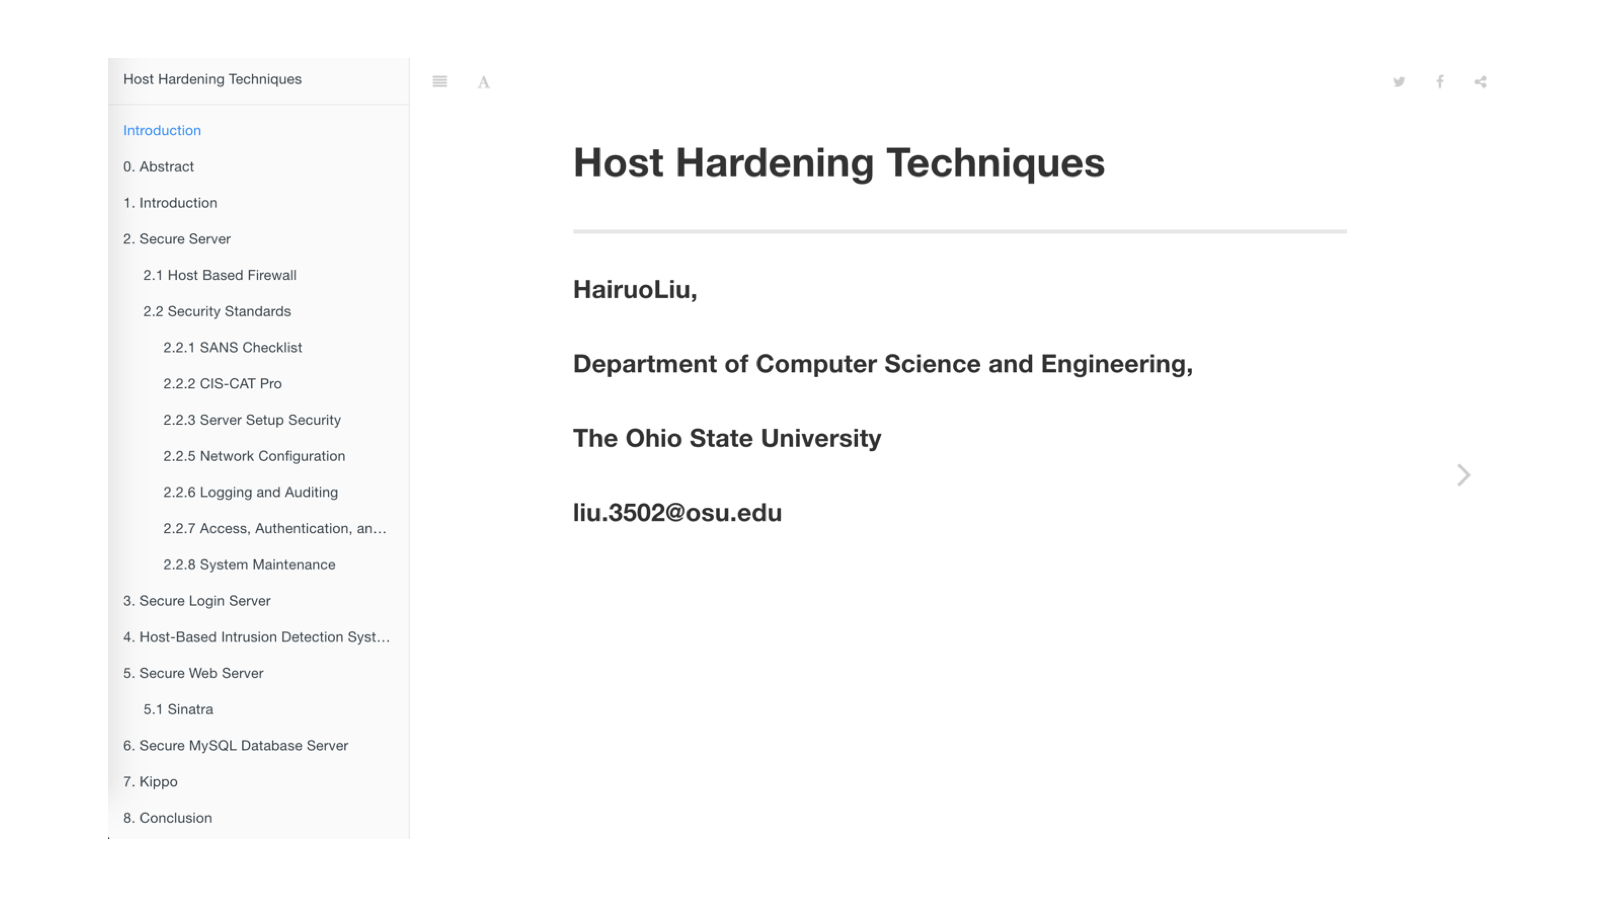 Host Hardening Techniques
Introduction
0. Abstract
1. Introduction
2. Secure Server
2.1 Host Based Firewall
2.2 Security Standards
2.2.1 SANS Checklist
2.2.2 CIS-CAT Pro
2.2.3 Server Setup Security
2.2.5 Network Configuration
2.2.6 Logging and Auditing
2.2.7 Access, Authentication, an…
2.2.8 System Maintenance
3. Secure Login Server
4. Host-Based Intrusion Detection Syst…
5. Secure Web Server
5.1 Sinatra
6. Secure MySQL Database Server
7. Kippo
8. Conclusion
A
Host Hardening Techniques
HairuoLiu,
Department of Computer Science and Engineering,
The Ohio State University
liu.3502@osu.edu